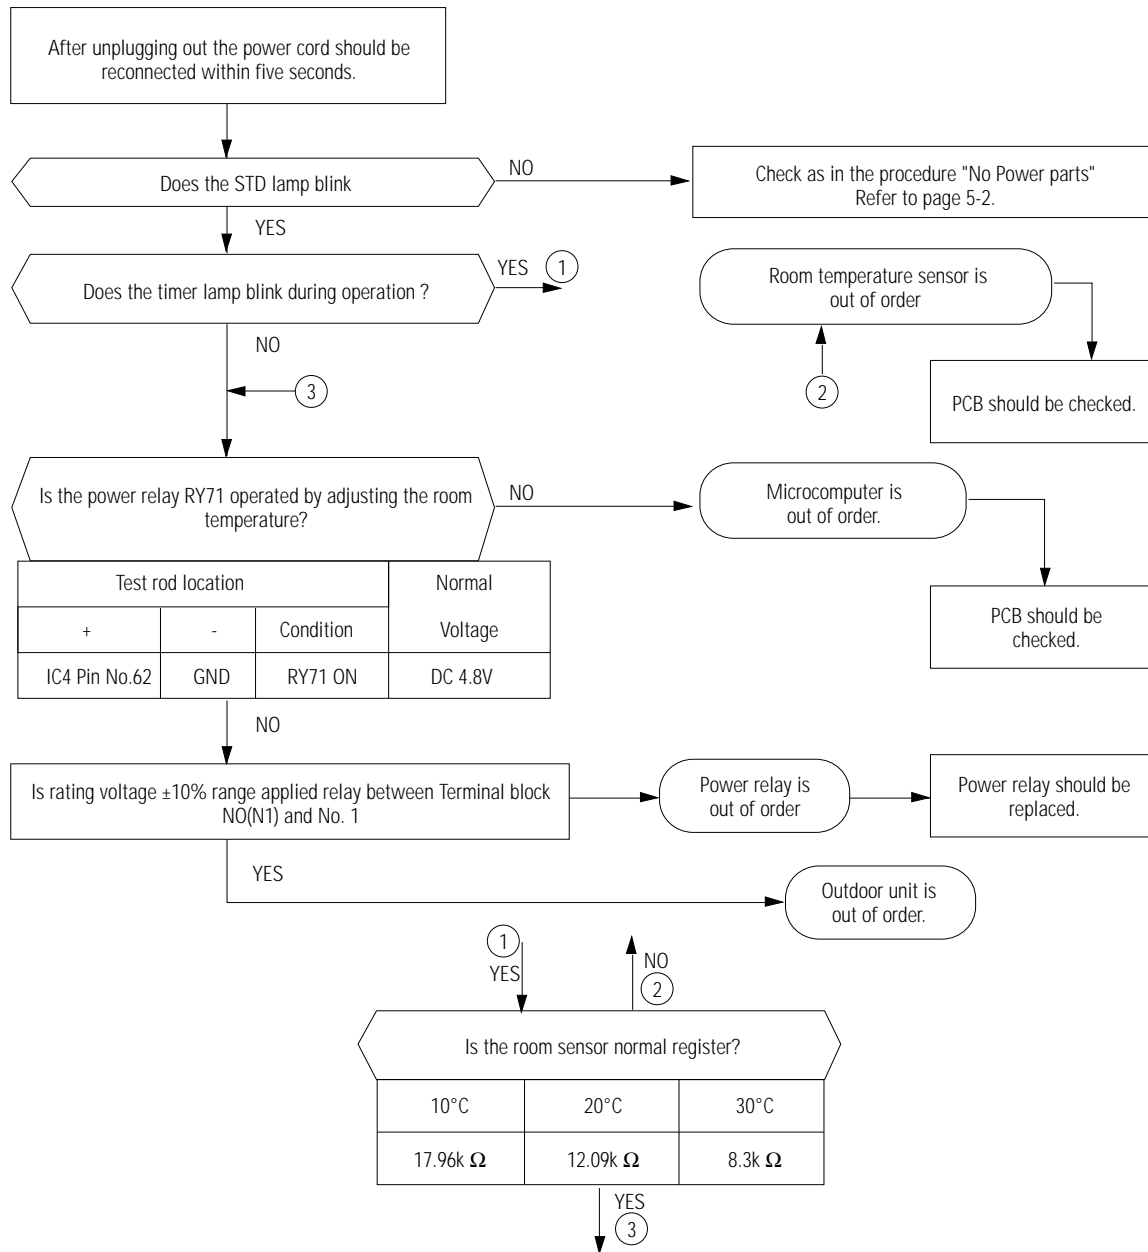 After unplugging out the power cord should be
reconnected within five seconds.
Does the STD lamp blink
NO
Check as in the procedure "No Power parts"
Refer to page 5-2.
YES
Does the timer lamp blink during operation ?
YES 1
Room temperature sensor is
out of order
NO
3
2
PCB should be checked.
Is the power relay RY71 operated by adjusting the room
temperature?
NO
Microcomputer is
out of order.
PCB should be
checked.
Test rod location
Normal
Voltage
+
-
Condition
IC4 Pin No.62
GND
RY71 ON
DC 4.8V
NO
Is rating voltage ±10% range applied relay between Terminal block
NO(N1) and No. 1
Power relay is
out of order
Power relay should be
replaced.
YES
Outdoor unit is
out of order.
1
YES
NO
2
Is the room sensor normal register?
10°C
20°C
30°C
17.96k Ω
12.09k Ω
8.3k Ω
YES
3